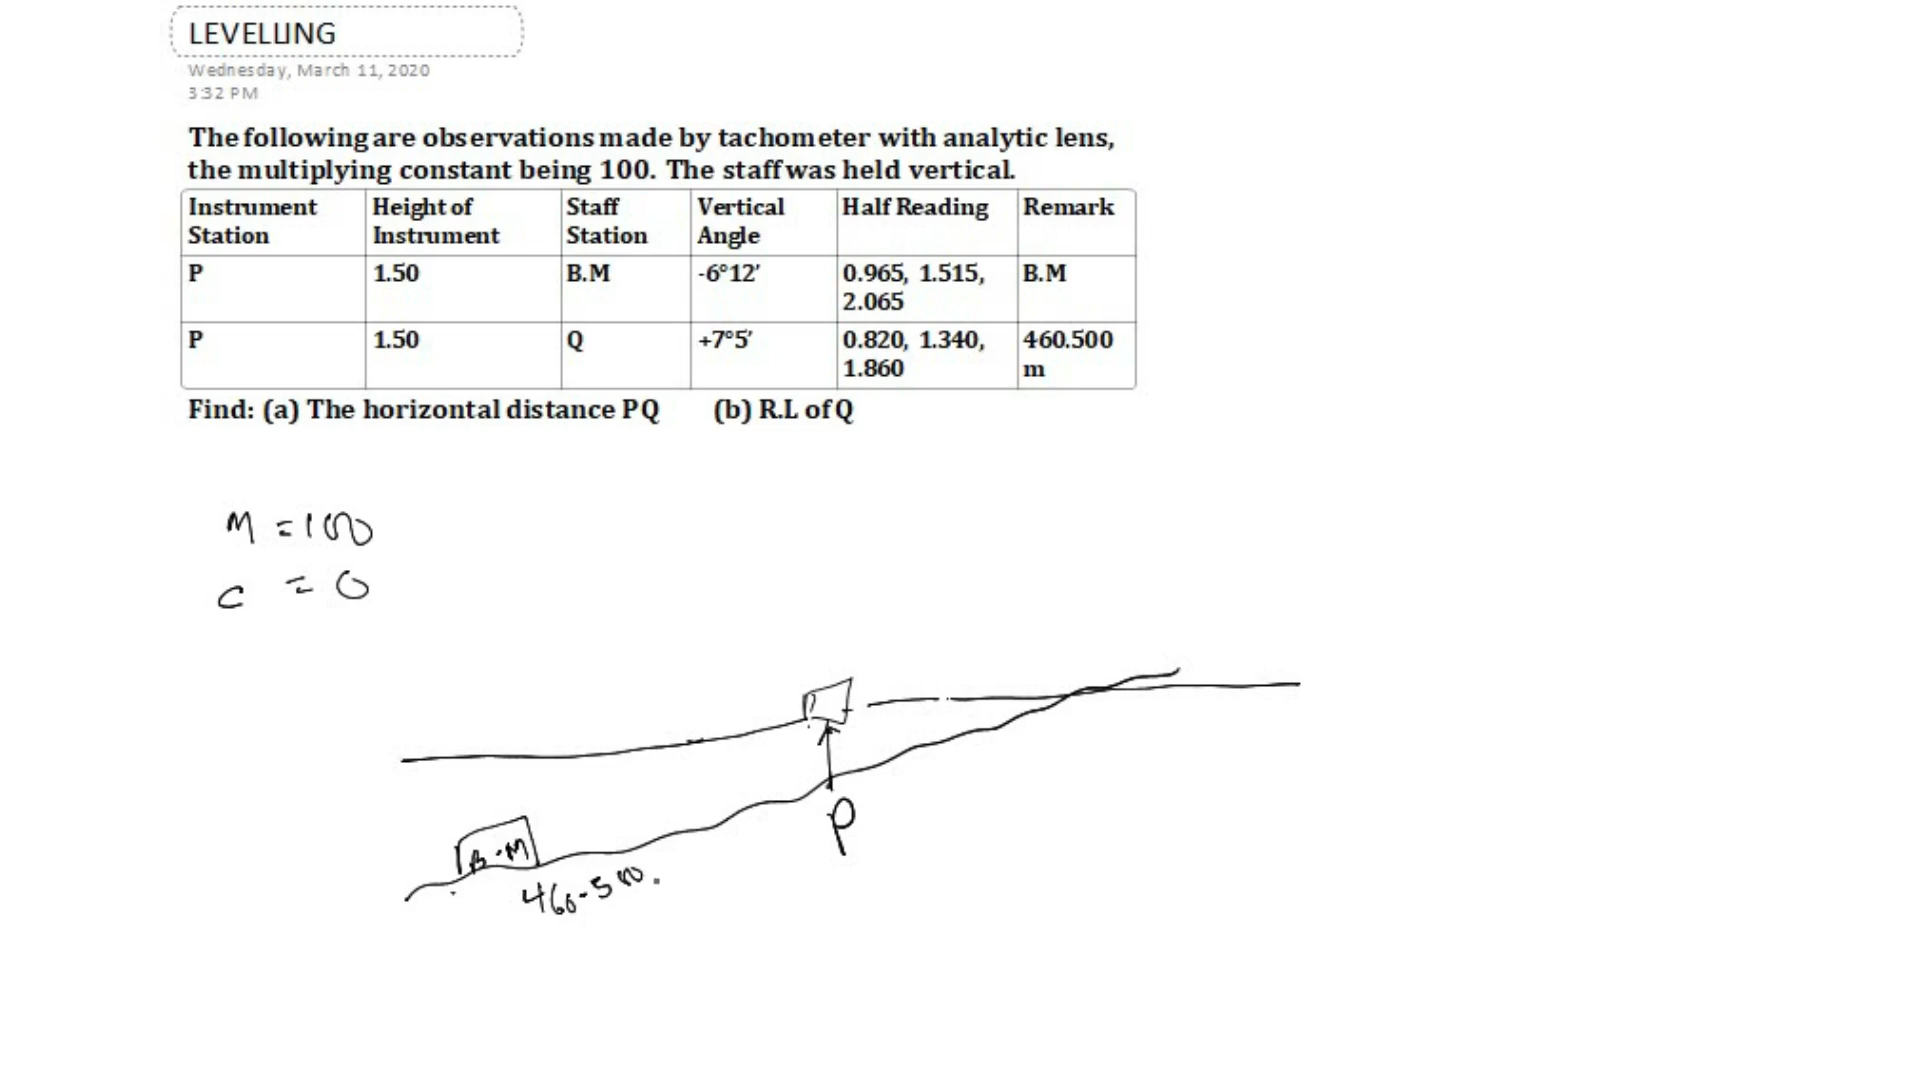 LEVELLING
Wednesday, March 11, 2020
3:32 PM
The following are observations made by tachometer with analytic lens,
the multiplying constant being 100. The staff was held vertical.
Instrument Station Height of Instrument Staff Station Vertical Angle Half Reading Remark
P 1.50 B.M -6°12' 0.965, 1.515, 2.065 B.M
P 1.50 Q +7°5' 0.820, 1.340, 1.860 460.500 m
Find: (a) The horizontal distance PQ (b) R.L of Q
M = 100
C = 0
P
B.M
460.500.